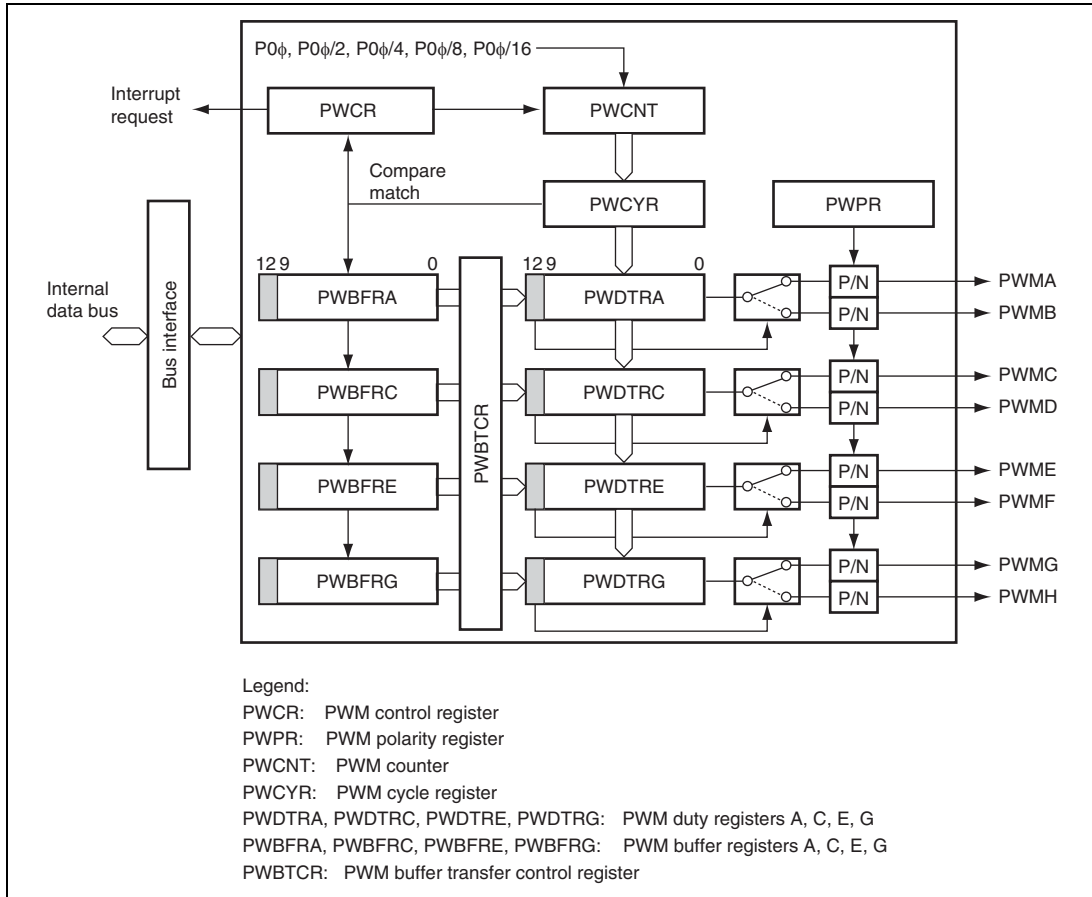 P0ϕ, P0ϕ/2, P0ϕ/4, P0ϕ/8, P0ϕ/16
Interrupt
request
PWCR
PWCNT
Compare
match
PWCYR
PWPR
Internal
data bus
Bus interface
12 9 0
PWBFRA
PWBTCR
12 9 0
PWDTRA
P/N
PWMA
P/N
PWMB
PWBFRC
PWDTRC
P/N
PWMC
P/N
PWMD
PWBFRE
PWDTRE
P/N
PWME
P/N
PWMF
PWBFRG
PWDTRG
P/N
PWMG
P/N
PWMH
Legend:
PWCR: PWM control register
PWPR: PWM polarity register
PWCNT: PWM counter
PWCYR: PWM cycle register
PWDTRA, PWDTRC, PWDTRE, PWDTRG: PWM duty registers A, C, E, G
PWBFRA, PWBFRC, PWBFRE, PWBFRG: PWM buffer registers A, C, E, G
PWBTCR: PWM buffer transfer control register